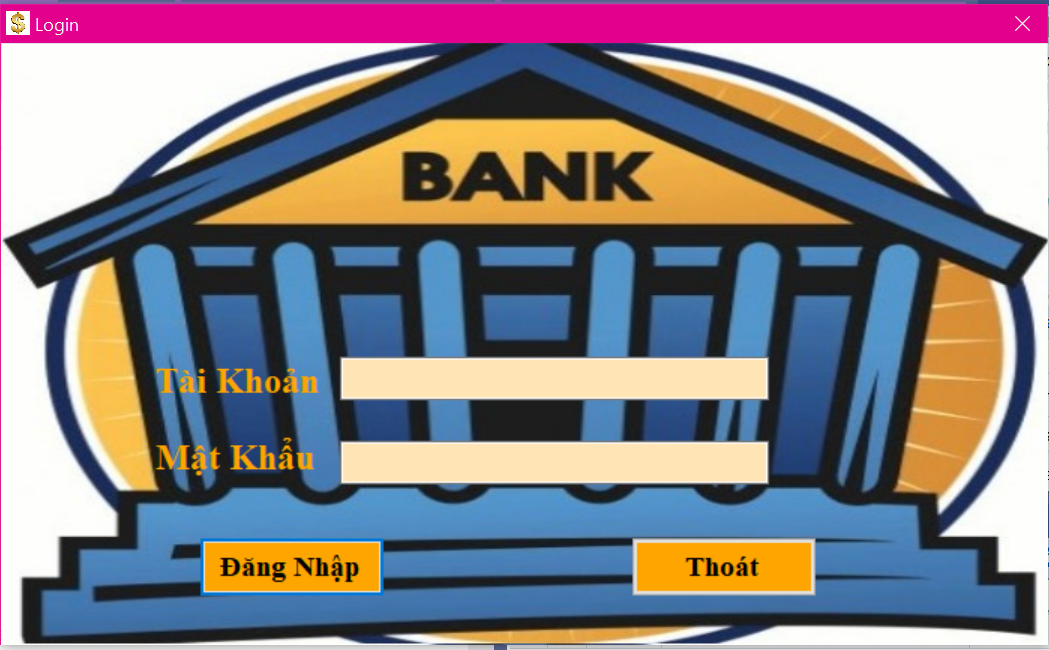 Login
BANK
Tài Khoản
Mật Khẩu
Đăng Nhập
Thoát